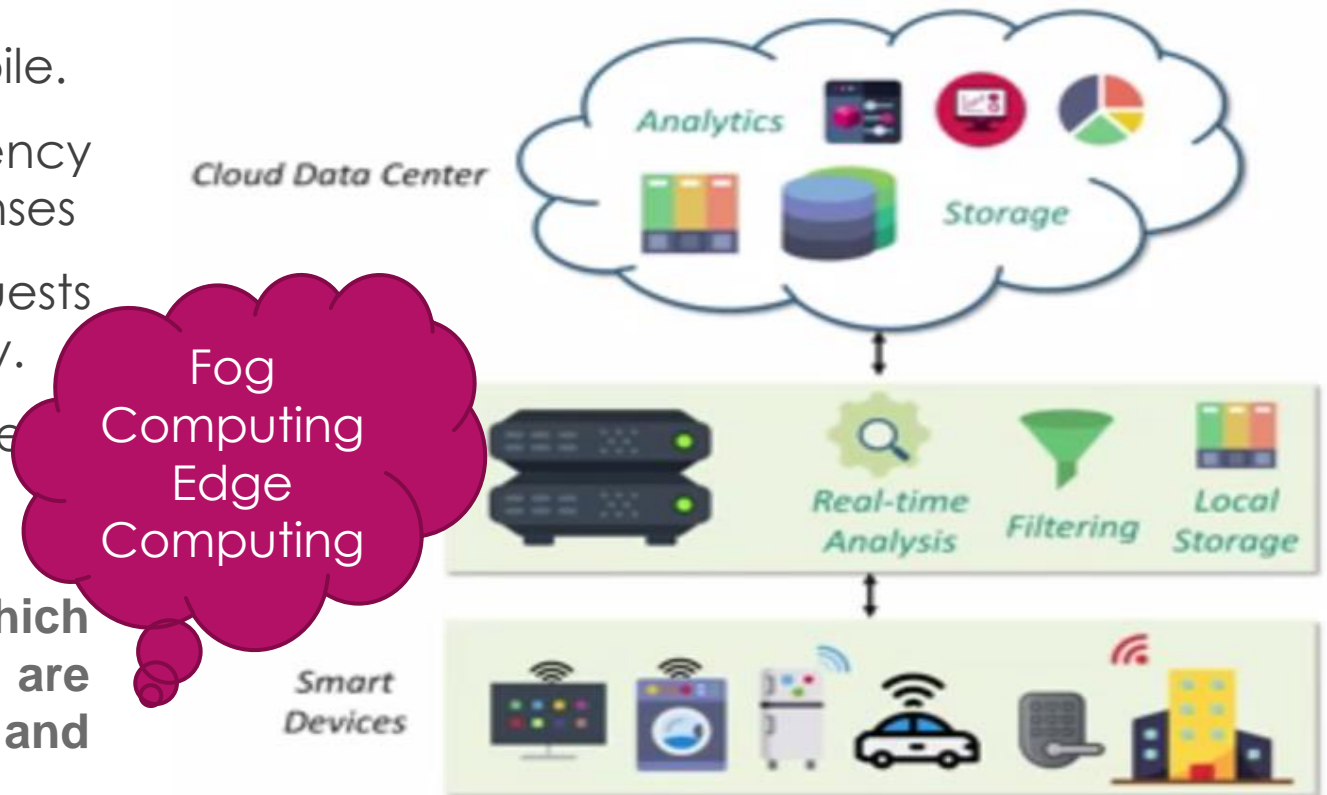 bile.
ency
nses
uests
y.
e
hich
are
and
Fog
Computing
Edge
Computing
Cloud Data Center
Analytics
Storage
Real-time
Analysis
Filtering
Local
Storage
Smart
Devices